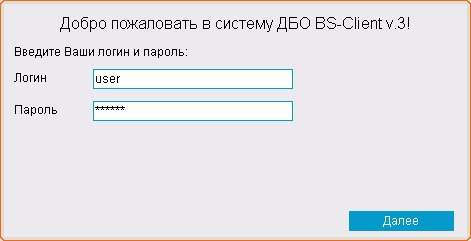 Добро пожаловать в систему ДБО BS-Client v.3!
Введите Ваши логин и пароль:
Логин user
Пароль ******
Далее